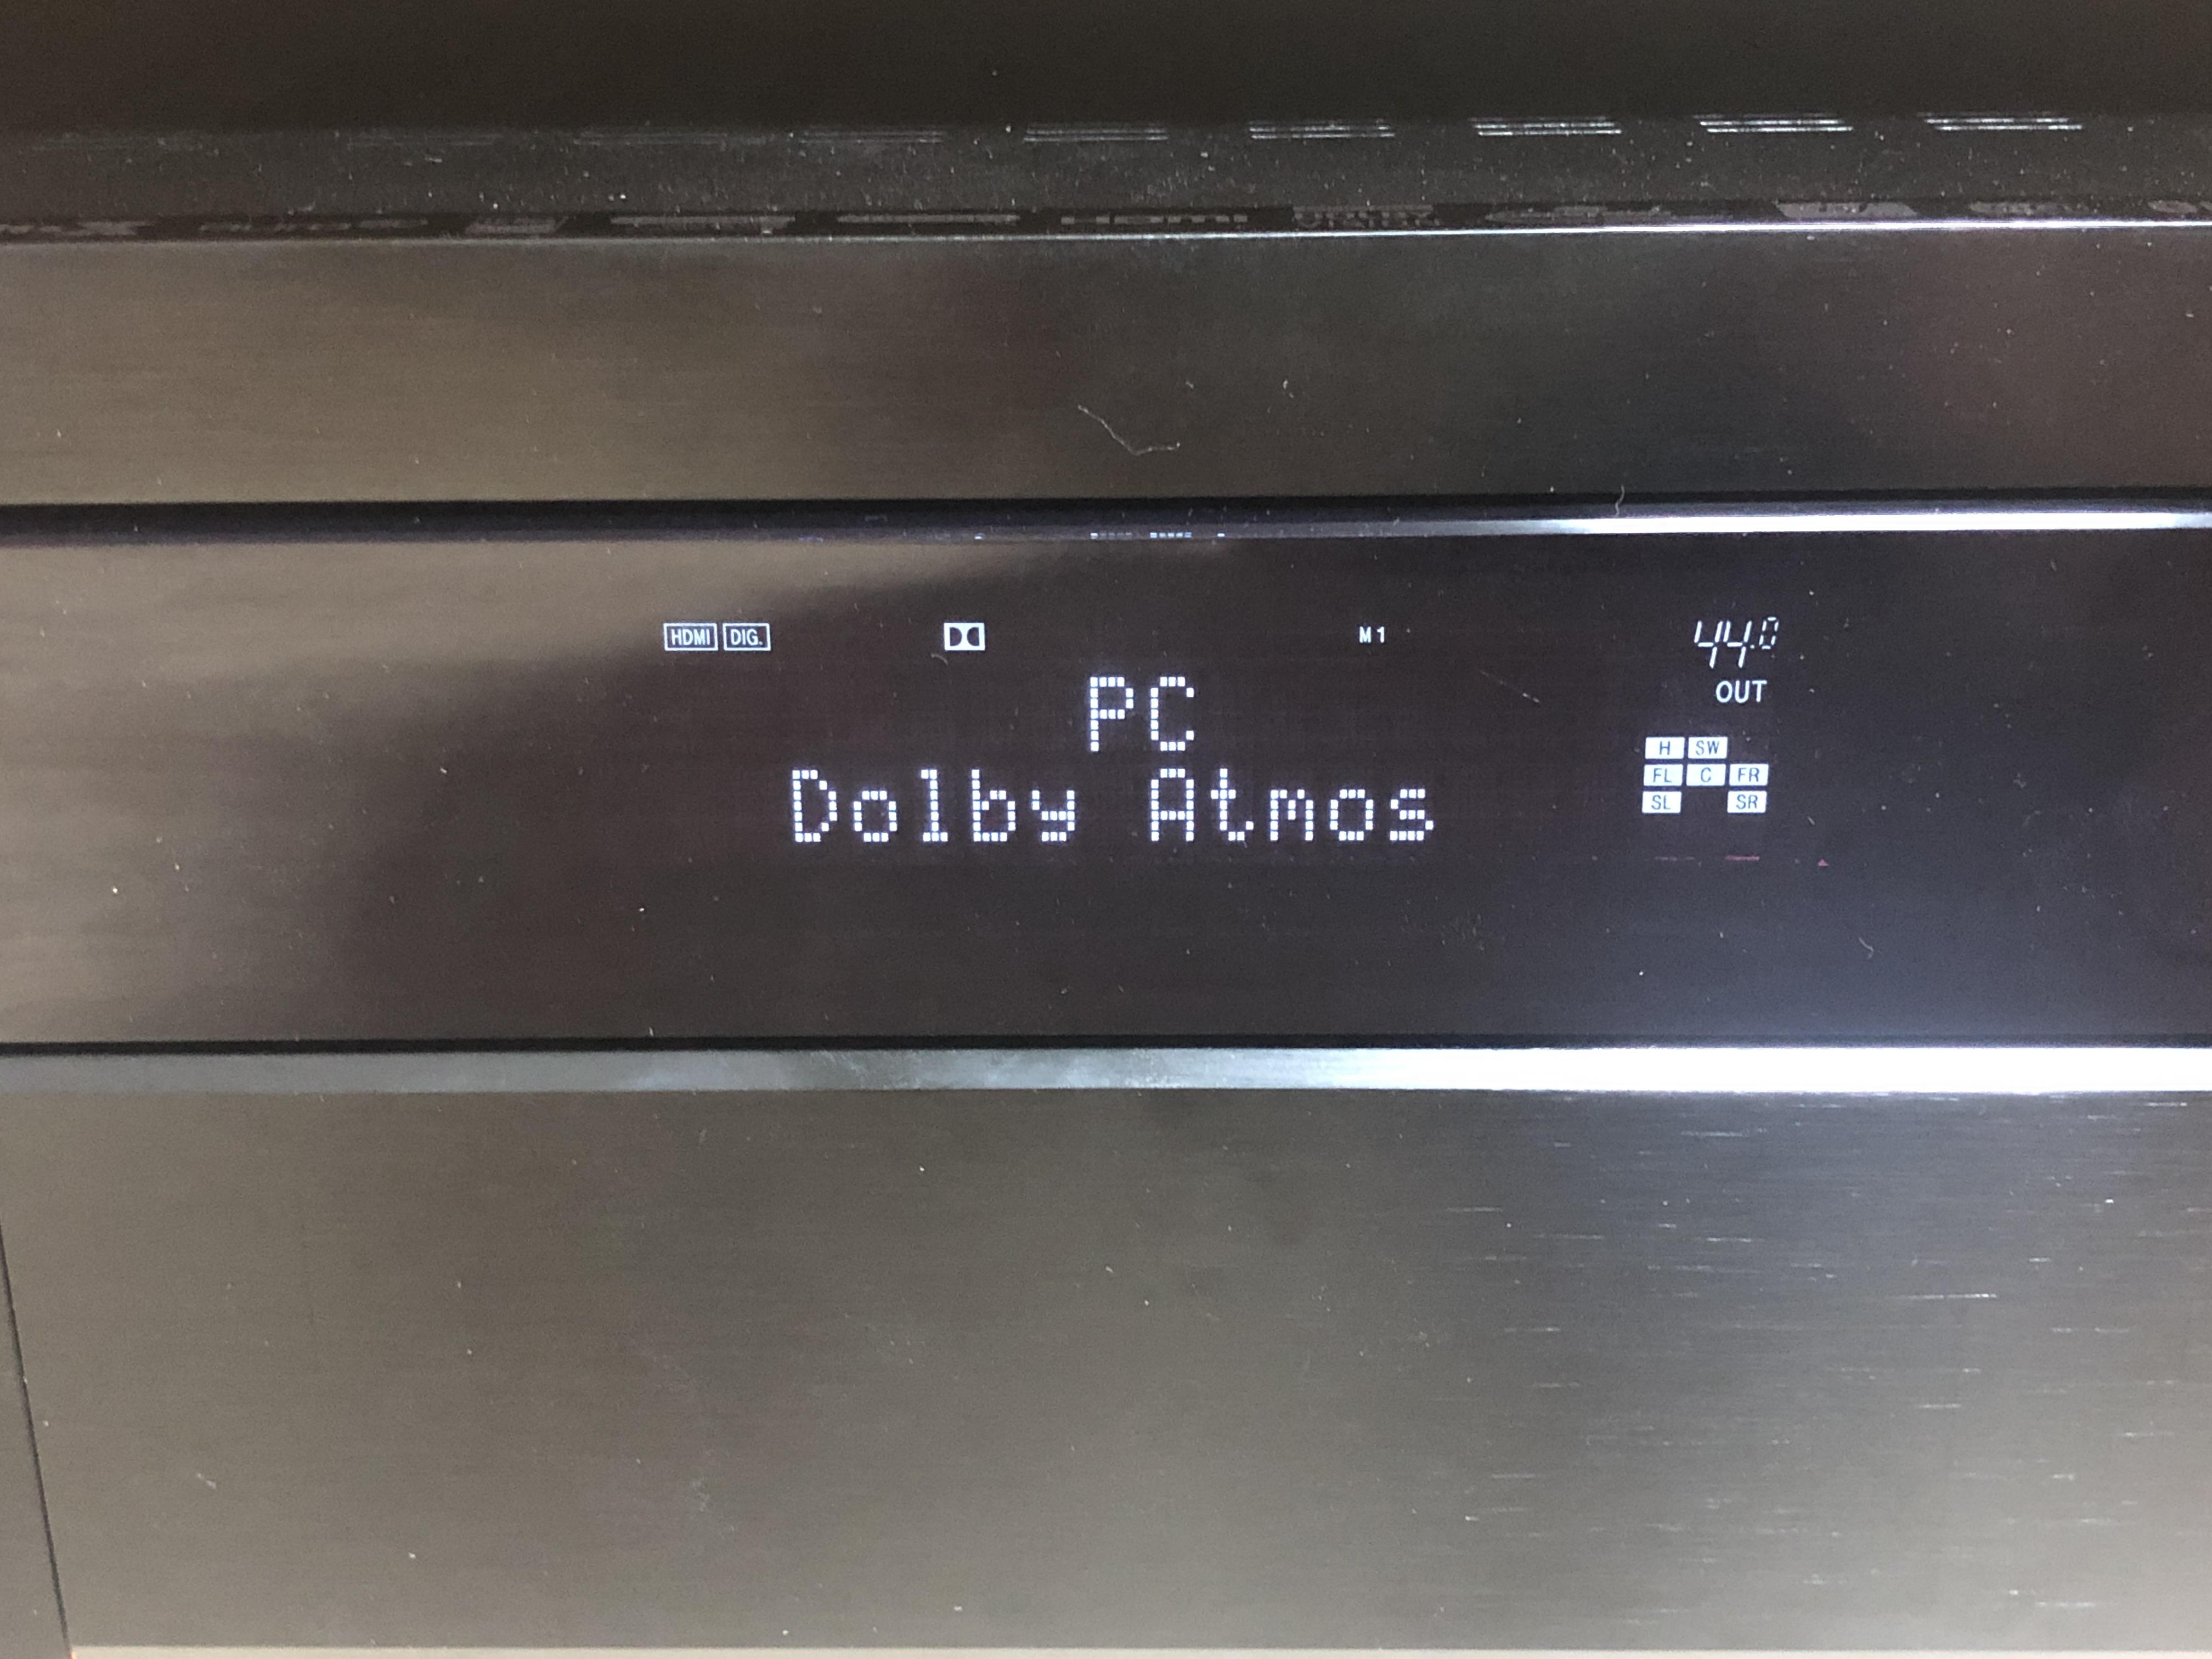 HDMI DIG. M1 44.0
OUT
PC
Dolby Atmos
H SW
FL C FR
SL SR